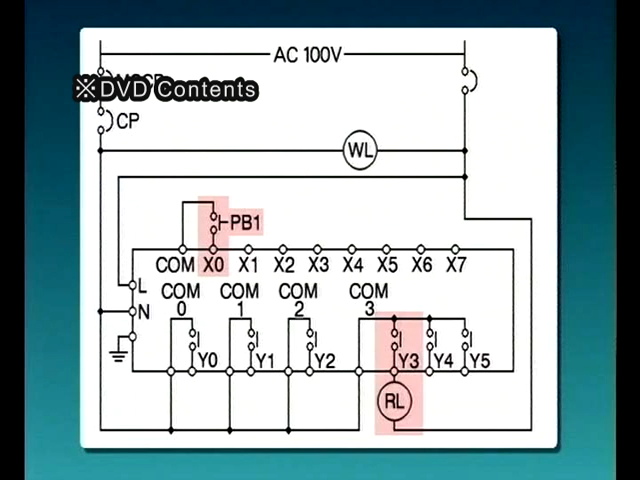 AC 100V
※DVD Contents
CP
WL
PB1
COM X0 X1 X2 X3 X4 X5 X6 X7
L
N
COM 0
COM 1
COM 2
COM 3
Y0 Y1 Y2 Y3 Y4 Y5
RL